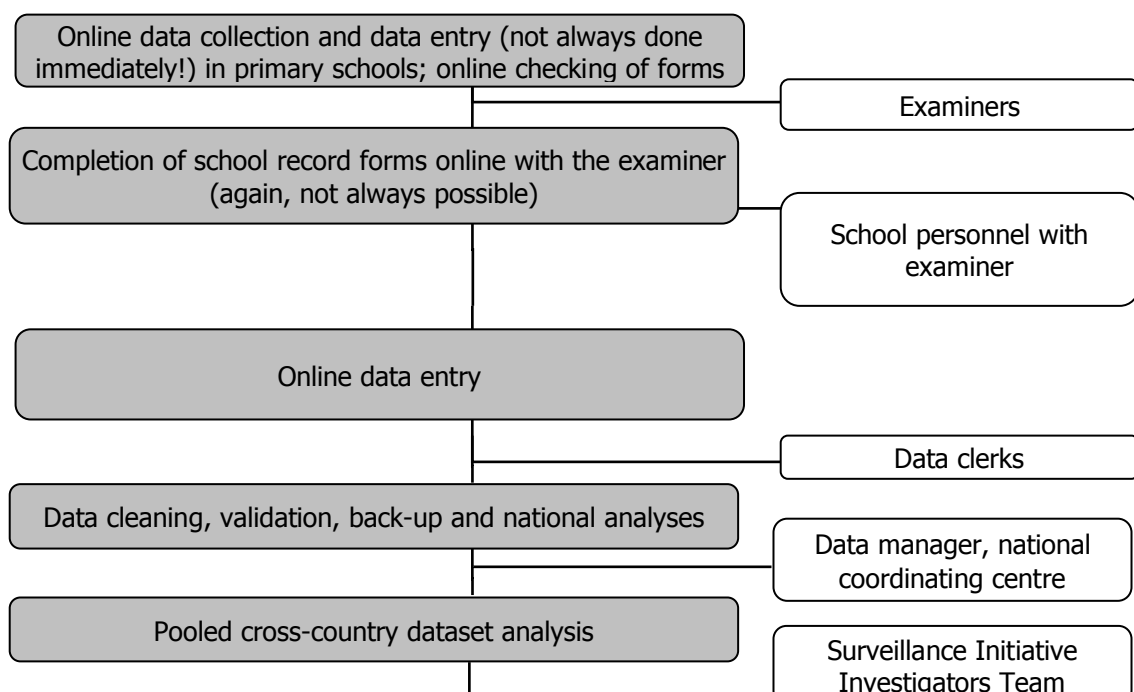 Online data collection and data entry (not always done
immediately!) in primary schools; online checking of forms
Examiners
Completion of school record forms online with the examiner
(again, not always possible)
School personnel with
examiner
Online data entry
Data clerks
Data cleaning, validation, back-up and national analyses
Data manager, national
coordinating centre
Pooled cross-country dataset analysis
Surveillance Initiative
Investigators Team